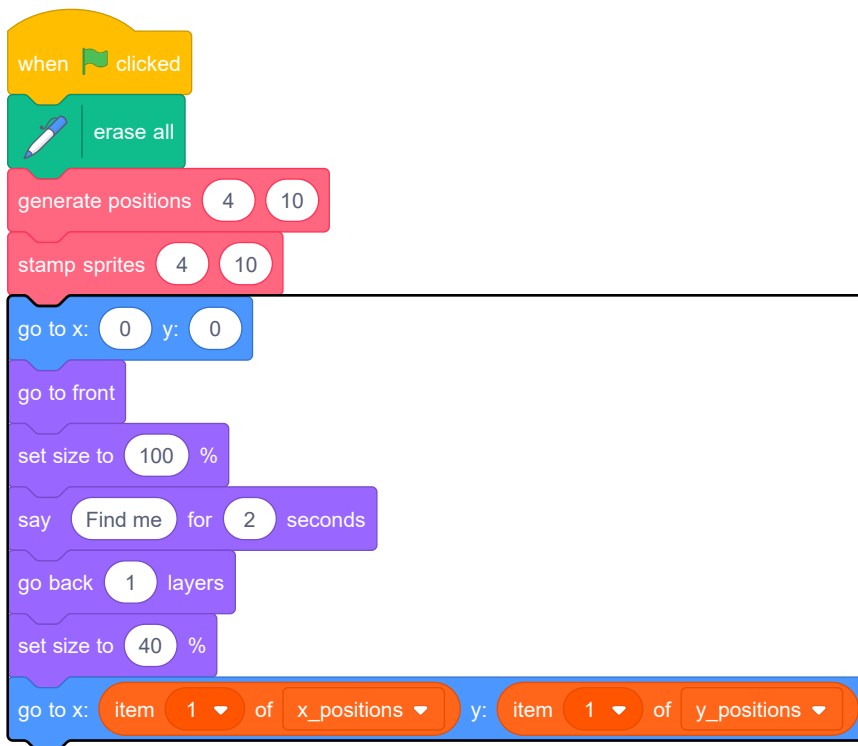 when clicked
erase all
generate positions 4 10
stamp sprites 4 10
go to x: 0 y: 0
go to front
set size to 100 %
say Find me for 2 seconds
go back 1 layers
set size to 40 %
go to x: item 1 of x_positions y: item 1 of y_positions